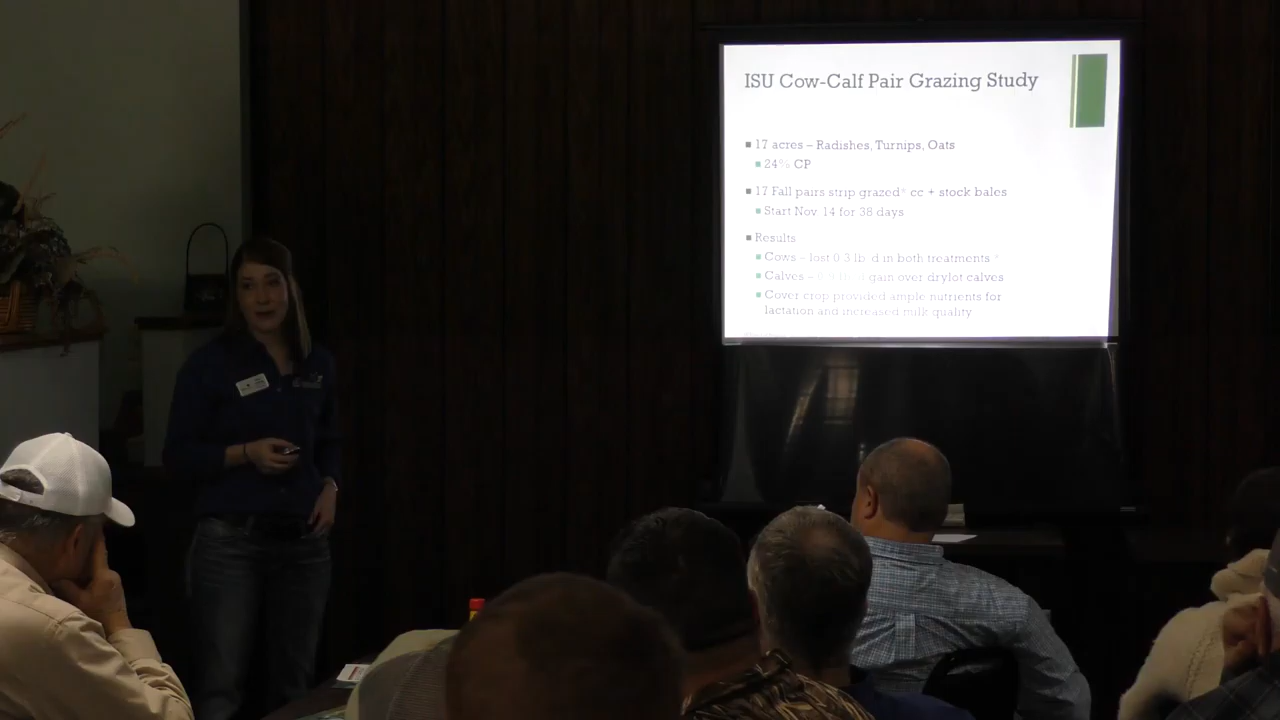 ISU Cow-Calf Pair Grazing Study
17 acres – Radishes, Turnips, Oats
24% CP
17 Fall pairs strip grazed* cc + stock bales
Start Nov. 14 for 38 days
Results
Cows – lost 0.3 lb/d in both treatments *
Calves – gain over drylot calves
Cover crop provided ample nutrients for
lactation and increased milk quality